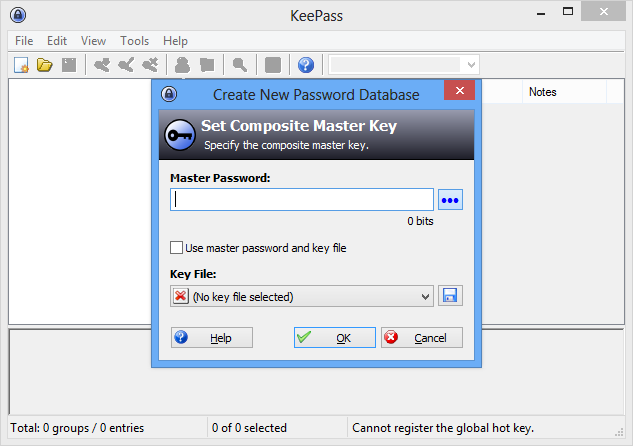 KeePass
File Edit View Tools Help
Notes
Create New Password Database
Set Composite Master Key
Specify the composite master key.
Master Password:
0 bits
Use master password and key file
Key File:
(No key file selected)
Help OK Cancel
Total: 0 groups / 0 entries 0 of 0 selected Cannot register the global hot key.